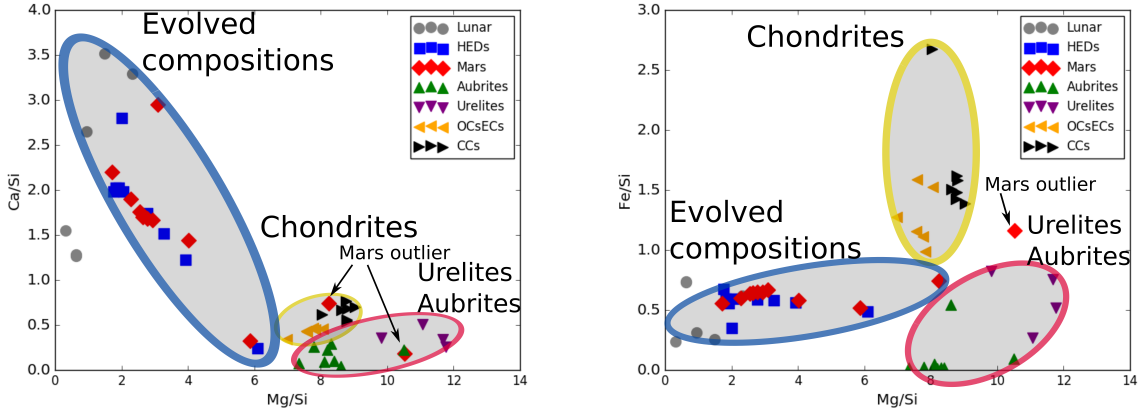 4.0
3.5
3.0
2.5
2.0
1.5
1.0
0.5
0.0
Ca/Si
0
2
4
6
8
10
12
14
Mg/Si
Evolved
compositions
Chondrites
Mars outlier
Urelites
Aubrites
Lunar
HEDs
Mars
Aubrites
Urelites
OCsECs
CCs
3.0
2.5
2.0
1.5
1.0
0.5
0.0
Fe/Si
0
2
4
6
8
10
12
14
Mg/Si
Chondrites
Evolved
compositions
Mars outlier
Urelites
Aubrites
Lunar
HEDs
Mars
Aubrites
Urelites
OCsECs
CCs